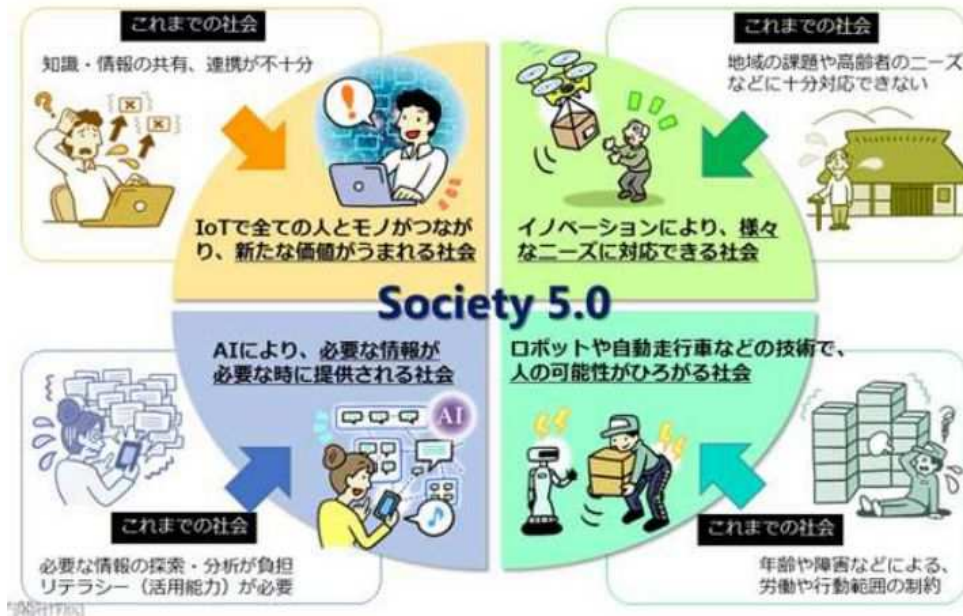 これまでの社会
知識・情報の共有、連携が不十分
IoTで全ての人とモノがつなが
り、新たな価値がうまれる社会
これまでの社会
地域の課題や高齢者のニーズ
などに十分対応できない
イノベーションにより、様々
なニーズに対応できる社会
Society 5.0
AIにより、必要な情報が
必要な時に提供される社会
AI
これまでの社会
必要な情報の探索・分析が負担
リテラシー（活用能力）が必要
ロボットや自動走行車などの技術で、
人の可能性がひろがる社会
これまでの社会
年齢や障害などによる、
労働や行動範囲の制約